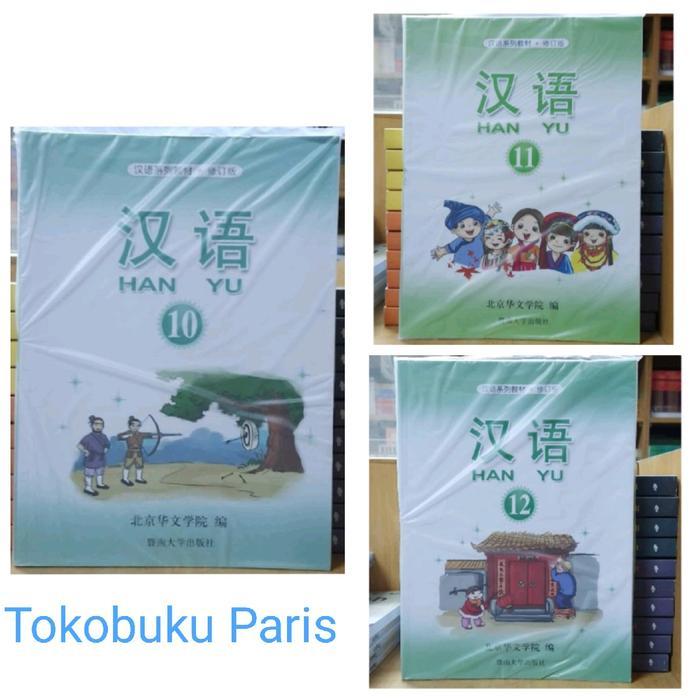 汉语系列教材·修订版
汉语
HAN YU
10
北京华文学院 编
暨南大学出版社
汉语系列教材·修订版
汉语
HAN YU
11
北京华文学院 编
暨南大学出版社
汉语系列教材·修订版
汉语
HAN YU
12
北京华文学院 编
暨南大学出版社
Tokobuku Paris